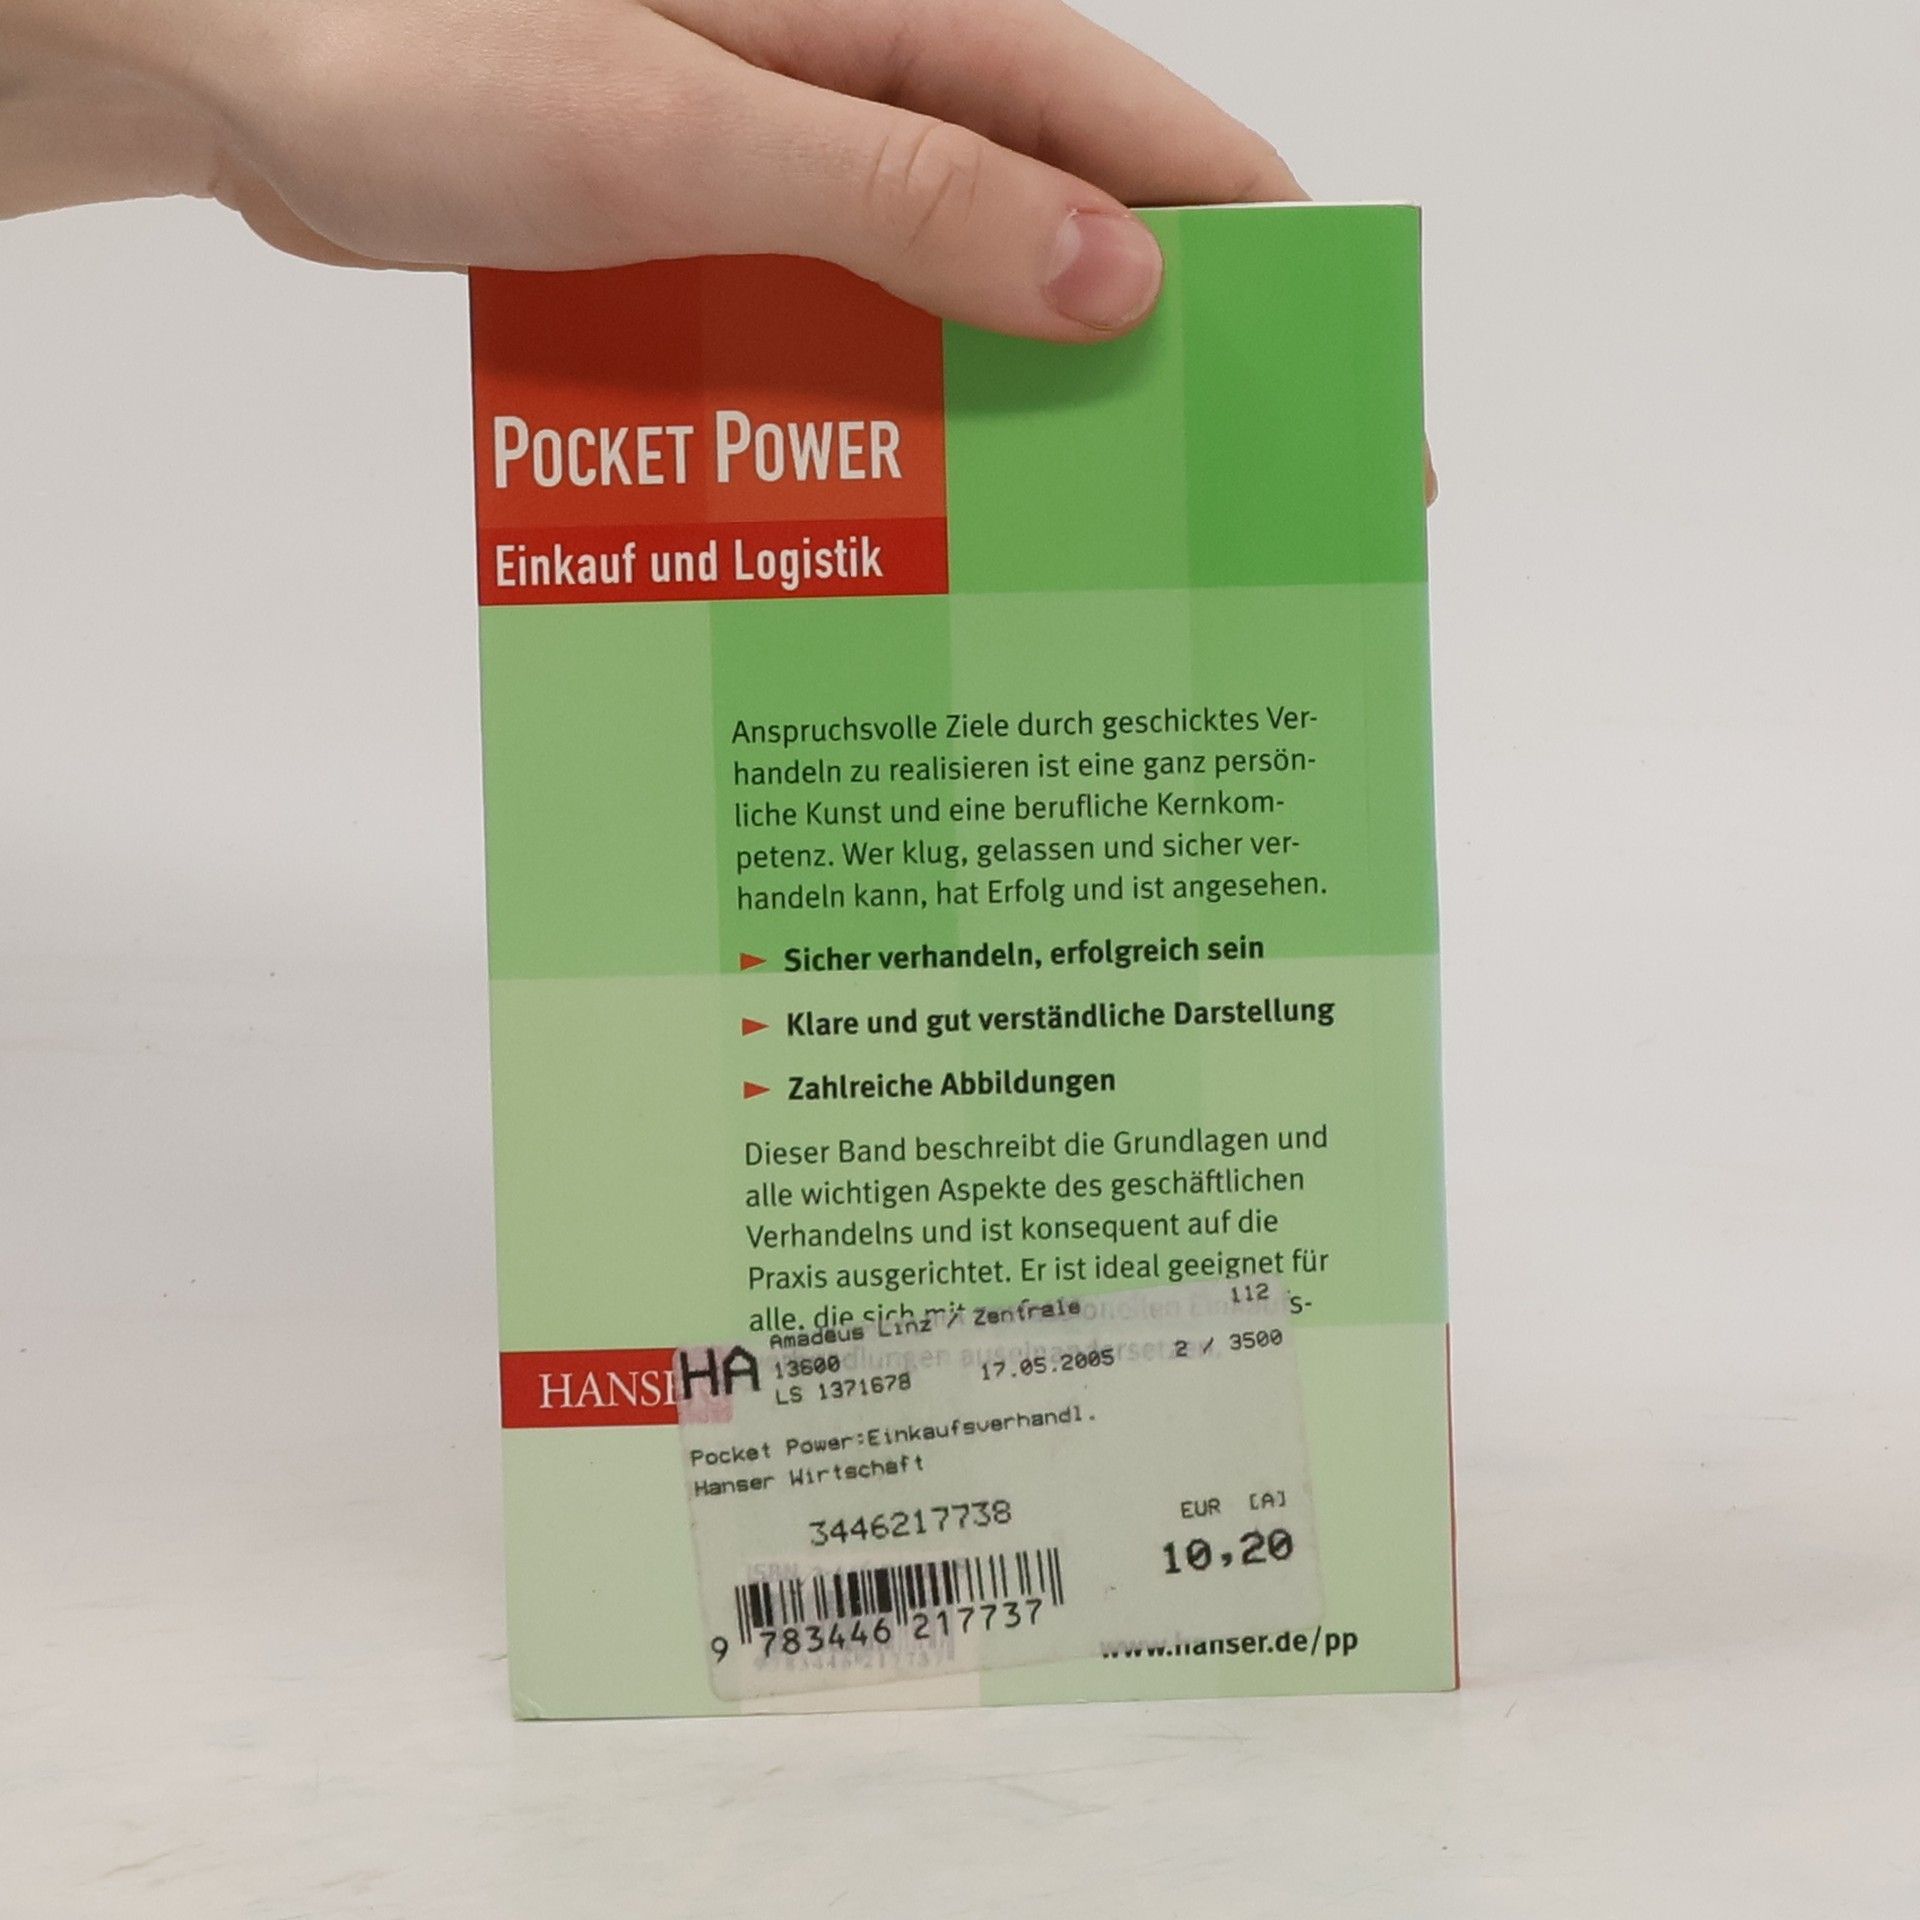 POCKET POWER
Einkauf und Logistik
Anspruchsvolle Ziele durch geschicktes Ver-
handeln zu realisieren ist eine ganz persön-
liche Kunst und eine berufliche Kernkom-
petenz. Wer klug, gelassen und sicher ver-
handeln kann, hat Erfolg und ist angesehen.
► Sicher verhandeln, erfolgreich sein
► Klare und gut verständliche Darstellung
► Zahlreiche Abbildungen
Dieser Band beschreibt die Grundlagen und
alle wichtigen Aspekte des geschäftlichen
Verhandelns und ist konsequent auf die
Praxis ausgerichtet. Er ist ideal geeignet für
alle, die sich mit
s-
HANSER
HA
Amadeus Linz / Zentrale 112
13600 17.05.2005 2 / 3500
LS 1371678
Pocket Power:Einkaufsverhandl.
Hanser Wirtschaft
3446217738
EUR [A]
10,20
9 783446 217737
www.hanser.de/pp